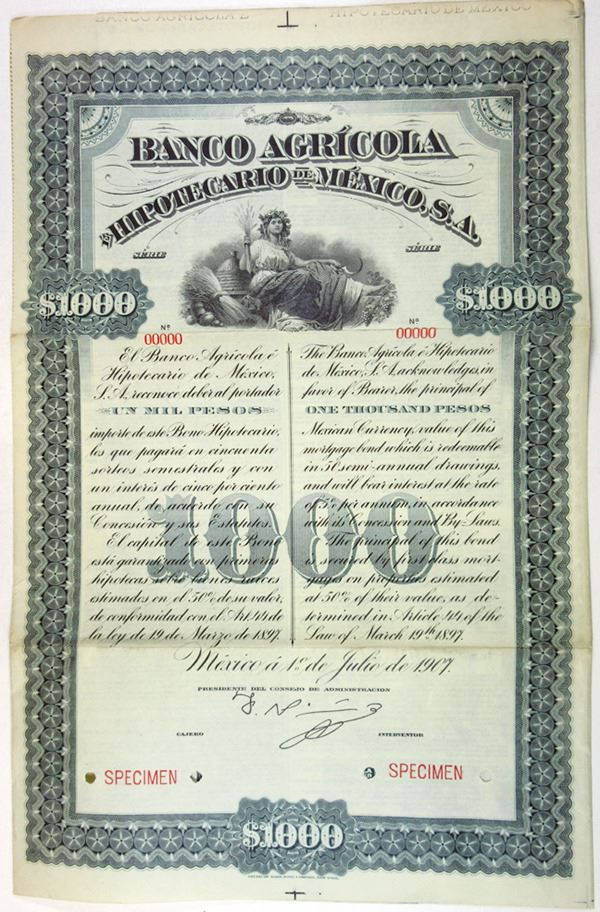 BANCO AGRÍCOLA É HIPOTECARIO DE MÉXICO
BANCO AGRÍCOLA
É HIPOTECARIO DE MÉXICO, S.A.
SÉRIE
SÉRIE
$1000
$1000
Nº
00000
Nº
00000
El Banco Agrícola é
Hipotecario de México,
S. A. reconoce deber al portador
UN MIL PESOS
importe de este Bono Hipotecario,
los que pagará en cincuenta
sorteos semestrales y con
un interés de cinco por ciento
anual, de acuerdo con su
Concesión y sus Estatutos.
El capital de este Bono
está garantizado con primeras
hipotecas sobre bienes raíces
estimados en el 50% de su valor,
de conformidad con el Art. 44 de
la ley de 19 de Marzo de 1897.
The Banco Agrícola é Hipotecario
de México, S. A. acknowledges, in
favor of Bearer, the principal of
ONE THOUSAND PESOS
Mexican Currency, value of this
mortgage bond which is redeemable
in 50 semi-annual drawings,
and will bear interest at the rate
of 5% per annum, in accordance
with its Concession and By-Laws.
The principal of this bond
is secured by first class mort-
gages on properties estimated
at 50% of their value, as de-
termined in Article 44 of the
Law of March 19th 1897.
1000
México á 1º de Julio de 1907.
PRESIDENTE DEL CONSEJO DE ADMINISTRACION
CAJERO
INTERVENTOR
SPECIMEN
SPECIMEN
$1000